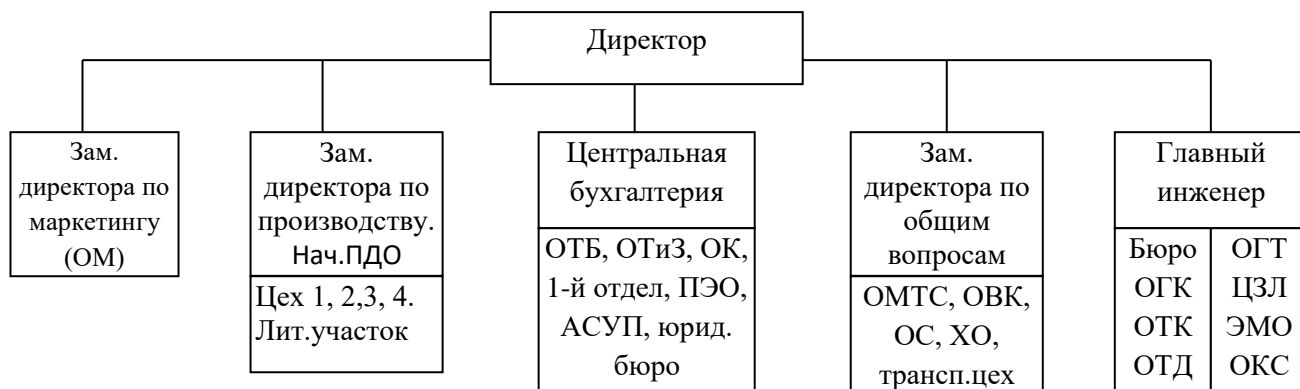 Директор
Зам.
директора по
маркетингу
(ОМ)
Зам.
директора по
производству.
Нач.ПДО
Цех 1, 2,3, 4.
Лит.участок
Центральная
бухгалтерия
ОТБ, ОТиЗ, ОК,
1-й отдел, ПЭО,
АСУП, юрид.
бюро
Зам.
директора по
общим
вопросам
ОМТС, ОВК,
ОС, ХО,
трансп.цех
Главный
инженер
Бюро
ОГК
ОТК
ОТД
ОГТ
ЦЗЛ
ЭМО
ОКС